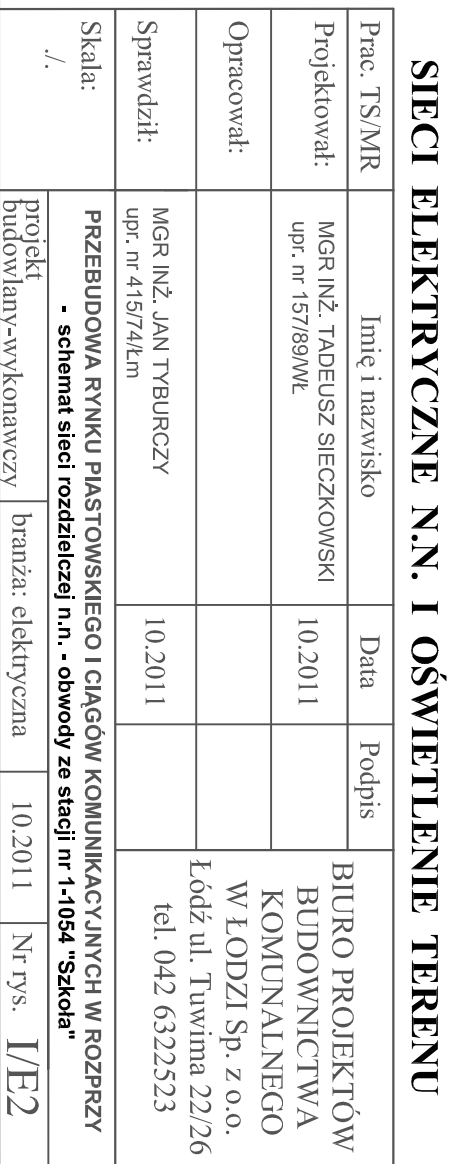 SIECI ELEKTRYCZNE N.N. I OŚWIETLENIE TERENU
Prac. TS/MR
Imię i nazwisko
Data
Podpis
Projektował:
MGR INŻ. TADEUSZ SIECZKOWSKI
upr. nr 157/89/WŁ
10.2011
Opracował:
Sprawdził:
MGR INŻ. JAN TYBURCZY
upr. nr 415/74/Łm
10.2011
BIURO PROJEKTÓW
BUDOWNICTWA
KOMUNALNEGO
W ŁODZI Sp. z o.o.
Łódź ul. Tuwima 22/26
tel. 042 6322523
Skala:
./.
PRZEBUDOWA RYNKU PIASTOWSKIEGO I CIĄGÓW KOMUNIKACYJNYCH W ROZPRZY
- schemat sieci rozdzielczej n.n. - obwody ze stacji nr 1-1054 "Szkoła"
projekt
budowlany-wykonawczy
branża: elektryczna
10.2011
Nr rys. I/E2